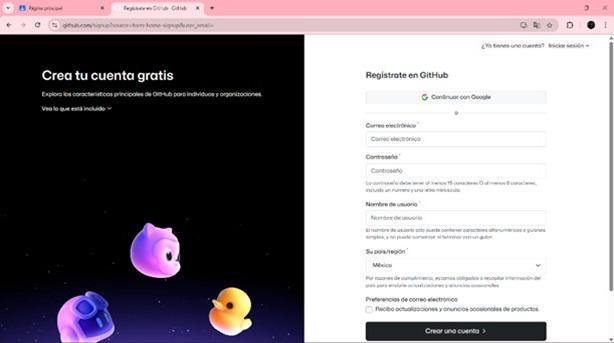 Página principal
Regístrate en GitHub · GitHub
github.com/signup?source=form-home-signup&user_email=
¿Ya tienes una cuenta? Iniciar sesión →
Crea tu cuenta gratis
Explora las características principales de GitHub para individuos y organizaciones.
Vea lo que está incluido
Regístrate en GitHub
Continuar con Google
o
Correo electrónico *
Correo electrónico
Contraseña *
Contraseña
La contraseña debe tener al menos 15 caracteres O al menos 8 caracteres,
incluido un número y una letra minúscula.
Nombre de usuario *
Nombre de usuario
El nombre de usuario solo puede contener caracteres alfanuméricos o guiones
simples, y no puede comenzar ni terminar con un guion.
Su país/región *
México
Por razones de cumplimiento, estamos obligados a recopilar información del
país para enviarle actualizaciones y anuncios ocasionales.
Preferencias de correo electrónico
Reciba actualizaciones y anuncios ocasionales de productos.
Crear una cuenta >